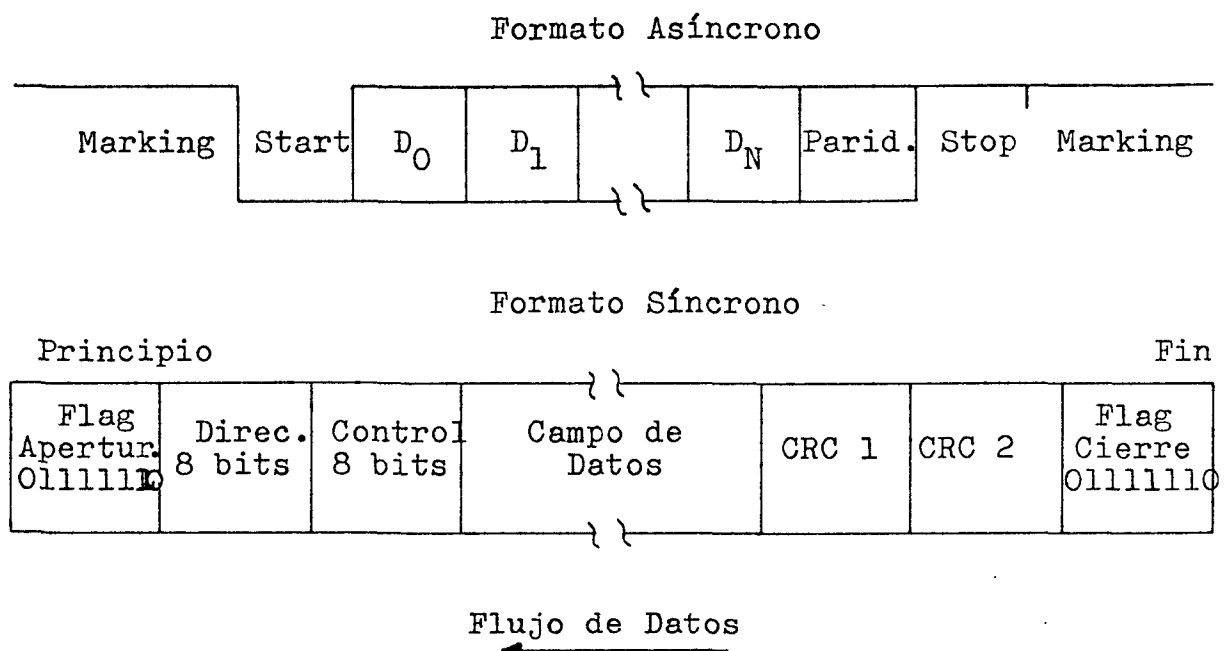 Formato Asíncrono
Marking Start D0 D1 DN Parid. Stop Marking
Formato Síncrono
Principio Fin
Flag Apertur. 01111110
Direc. 8 bits
Control 8 bits
Campo de Datos
CRC 1
CRC 2
Flag Cierre 01111110
Flujo de Datos